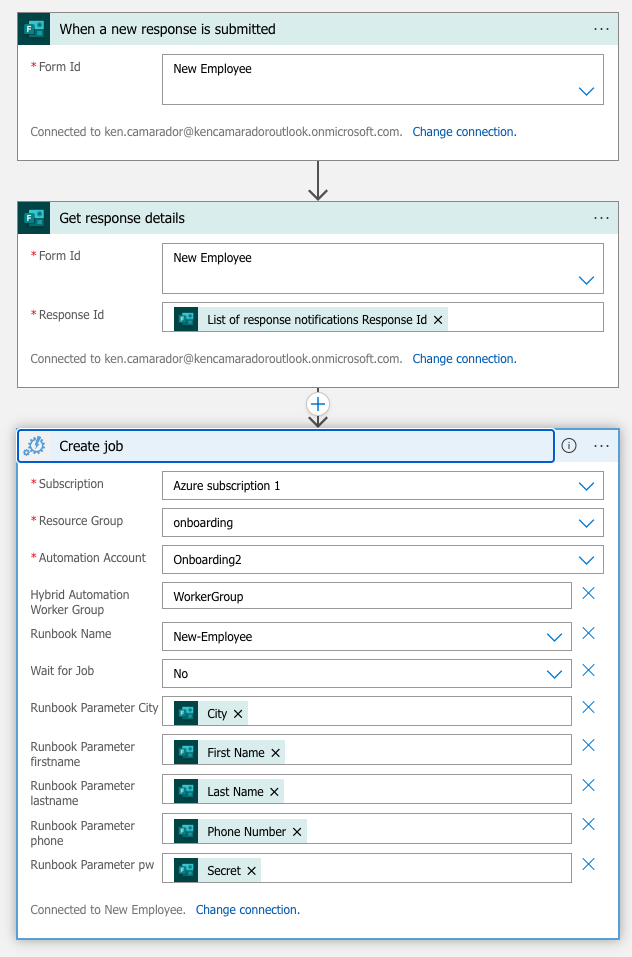 When a new response is submitted
...
* Form Id
New Employee
Connected to ken.camarador@kencamaradoroutlook.onmicrosoft.com. Change connection.
Get response details
...
* Form Id
New Employee
* Response Id
List of response notifications Response Id
Connected to ken.camarador@kencamaradoroutlook.onmicrosoft.com. Change connection.
Create job
...
* Subscription
Azure subscription 1
* Resource Group
onboarding
* Automation Account
Onboarding2
Hybrid Automation
Worker Group
WorkerGroup
Runbook Name
New-Employee
Wait for Job
No
Runbook Parameter City
City
Runbook Parameter
firstname
First Name
Runbook Parameter
lastname
Last Name
Runbook Parameter
phone
Phone Number
Runbook Parameter pw
Secret
Connected to New Employee. Change connection.